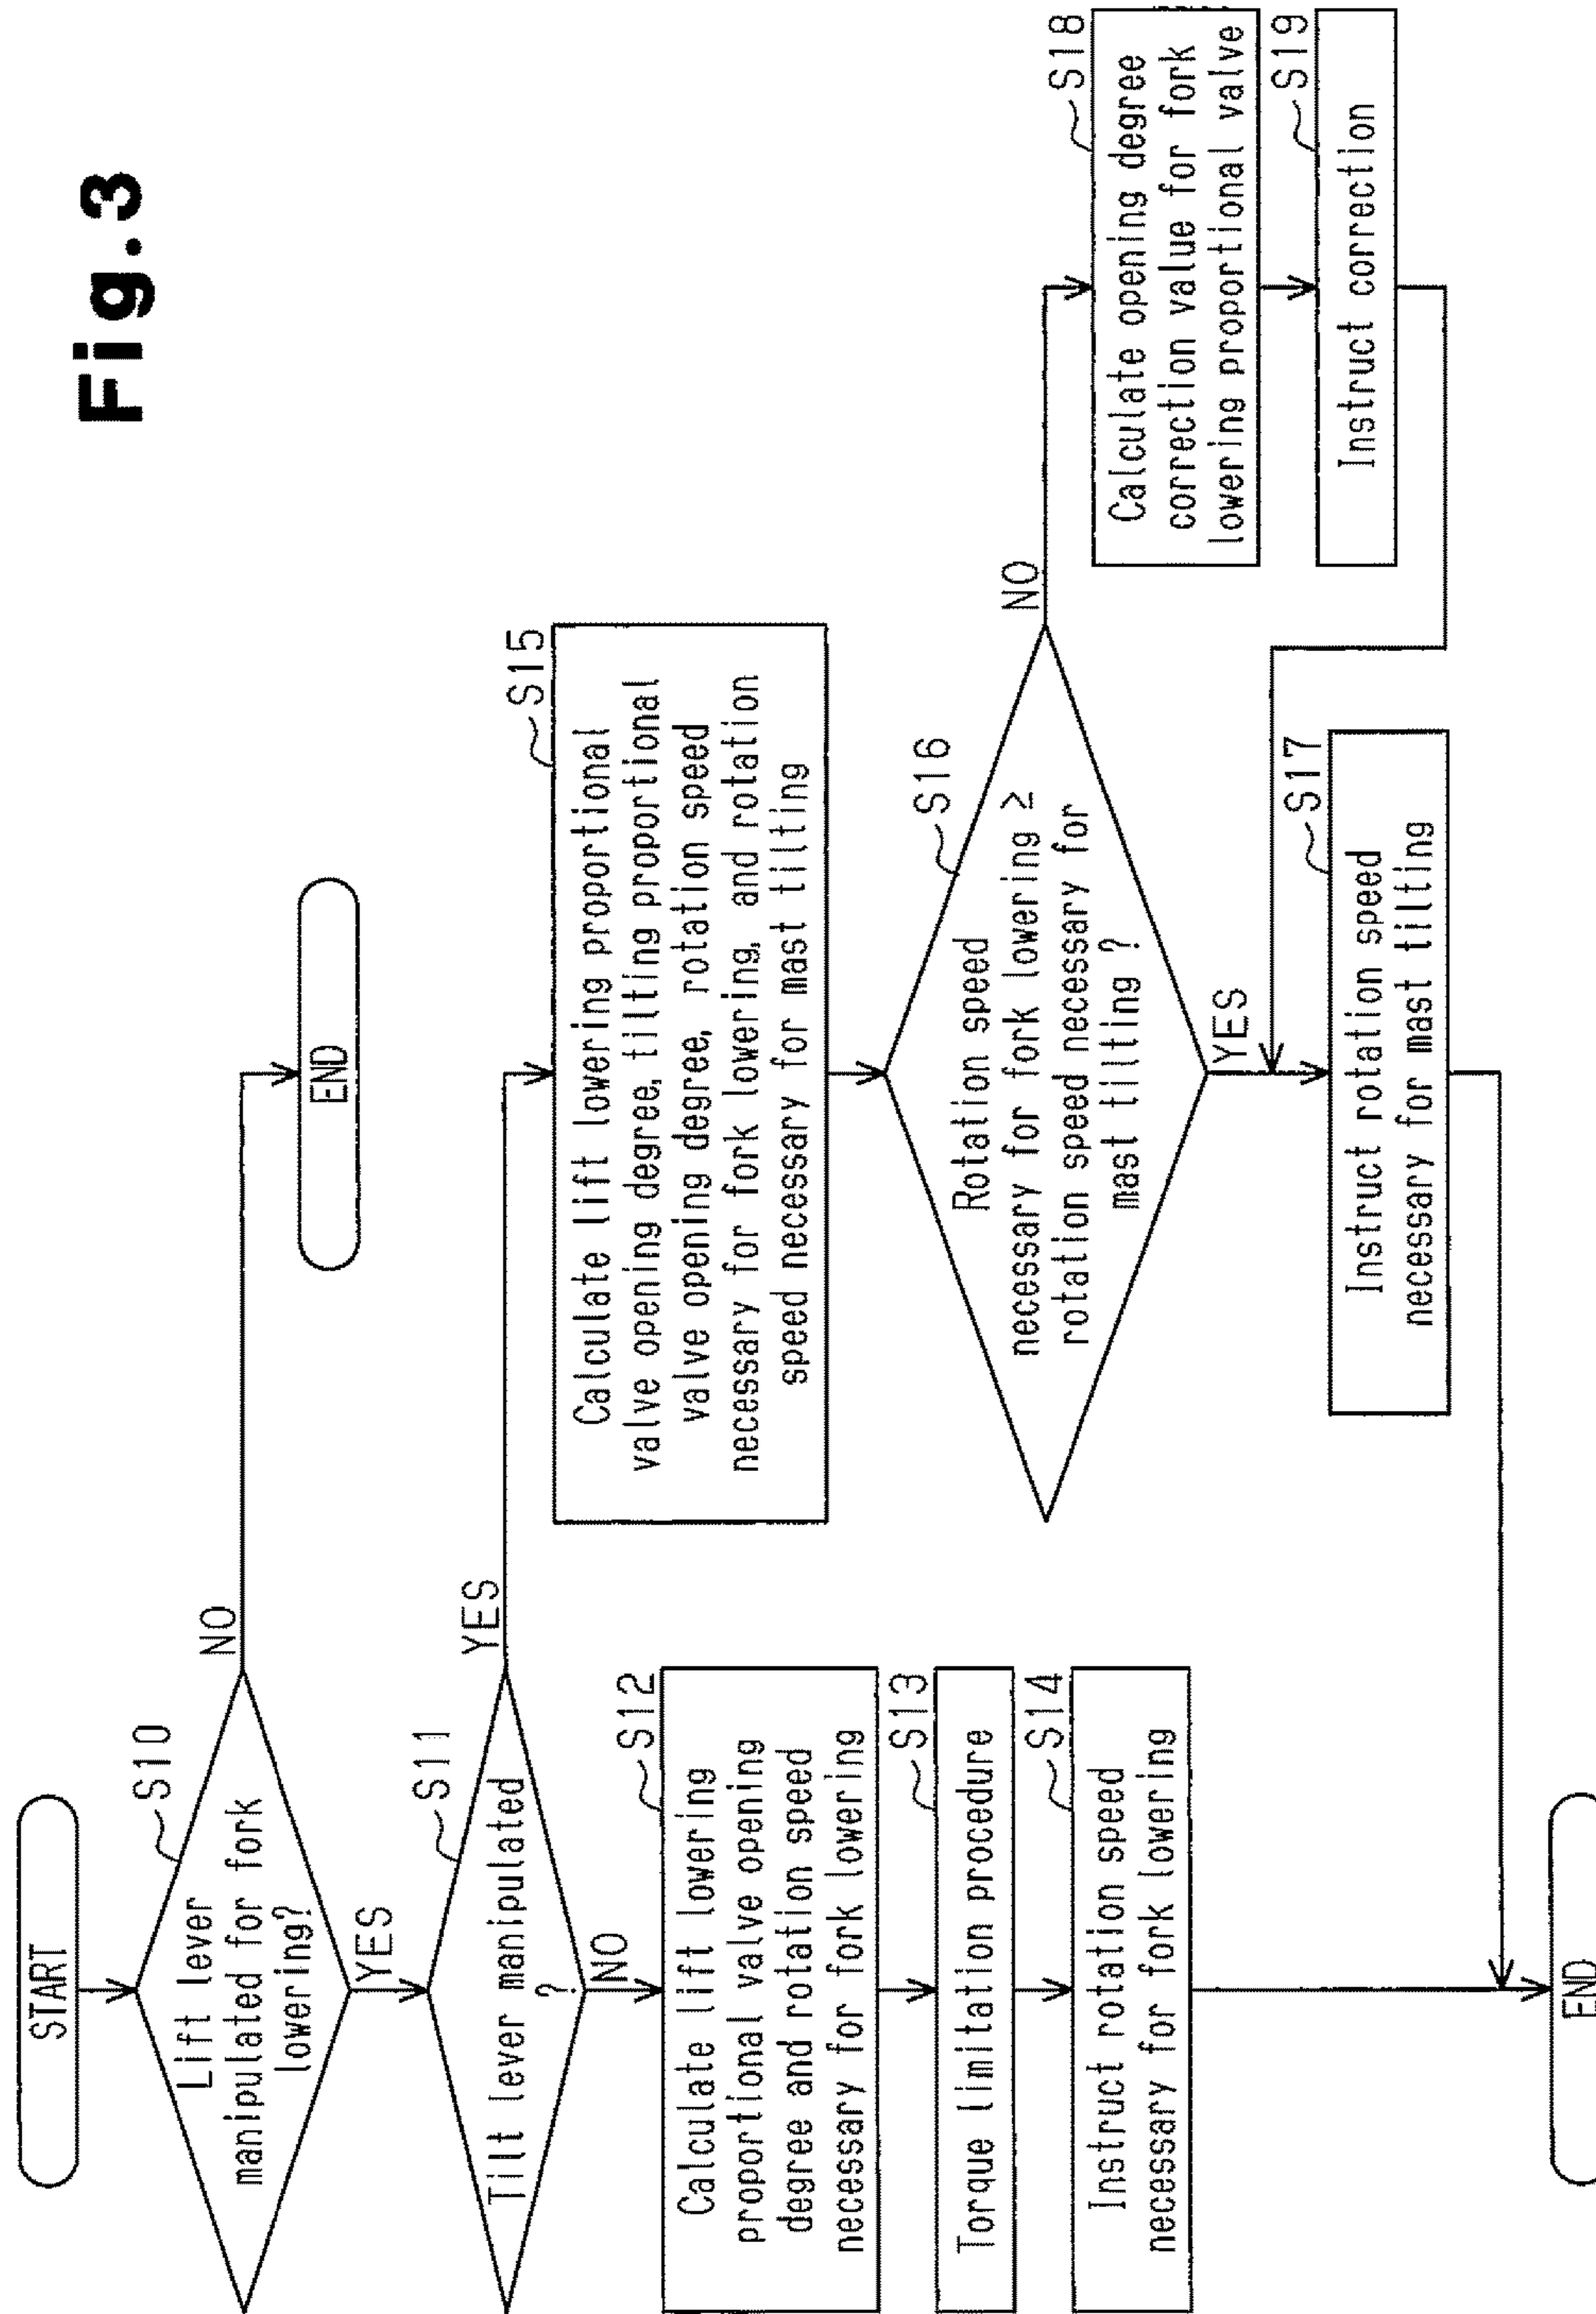 Fig.3
START
S10
Lift lever
manipulated for fork
lowering?
NO
END
YES
S11
Tilt lever manipulated
?
YES
NO
S12
Calculate lift lowering
proportional valve opening
degree and rotation speed
necessary for fork lowering
S13
Torque limitation procedure
S14
Instruct rotation speed
necessary for fork lowering
S15
Calculate lift lowering proportional
valve opening degree, tilting proportional
valve opening degree, rotation speed
necessary for fork lowering, and rotation
speed necessary for mast tilting
S16
Rotation speed
necessary for fork lowering ≥
rotation speed necessary for
mast tilting ?
NO
YES
S18
Calculate opening degree
correction value for fork
lowering proportional valve
S19
Instruct correction
S17
Instruct rotation speed
necessary for mast tilting
END